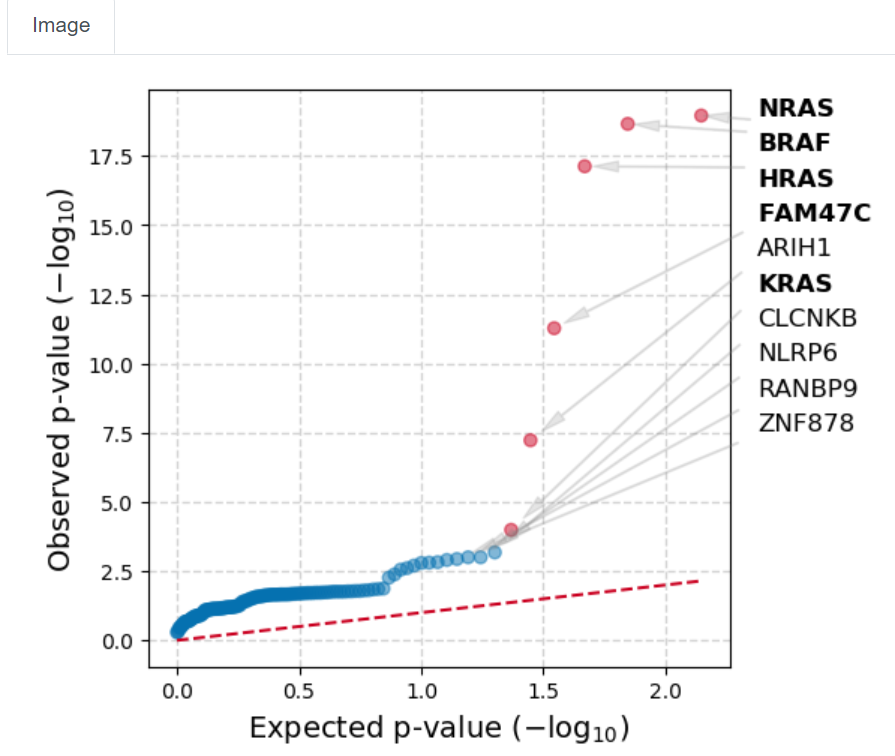 Image
NRAS
BRAF
HRAS
FAM47C
ARIH1
KRAS
CLCNKB
NLRP6
RANBP9
ZNF878
17.5
15.0
12.5
10.0
7.5
5.0
2.5
0.0
Observed p-value (−log₁₀)
0.0 0.5 1.0 1.5 2.0
Expected p-value (−log₁₀)